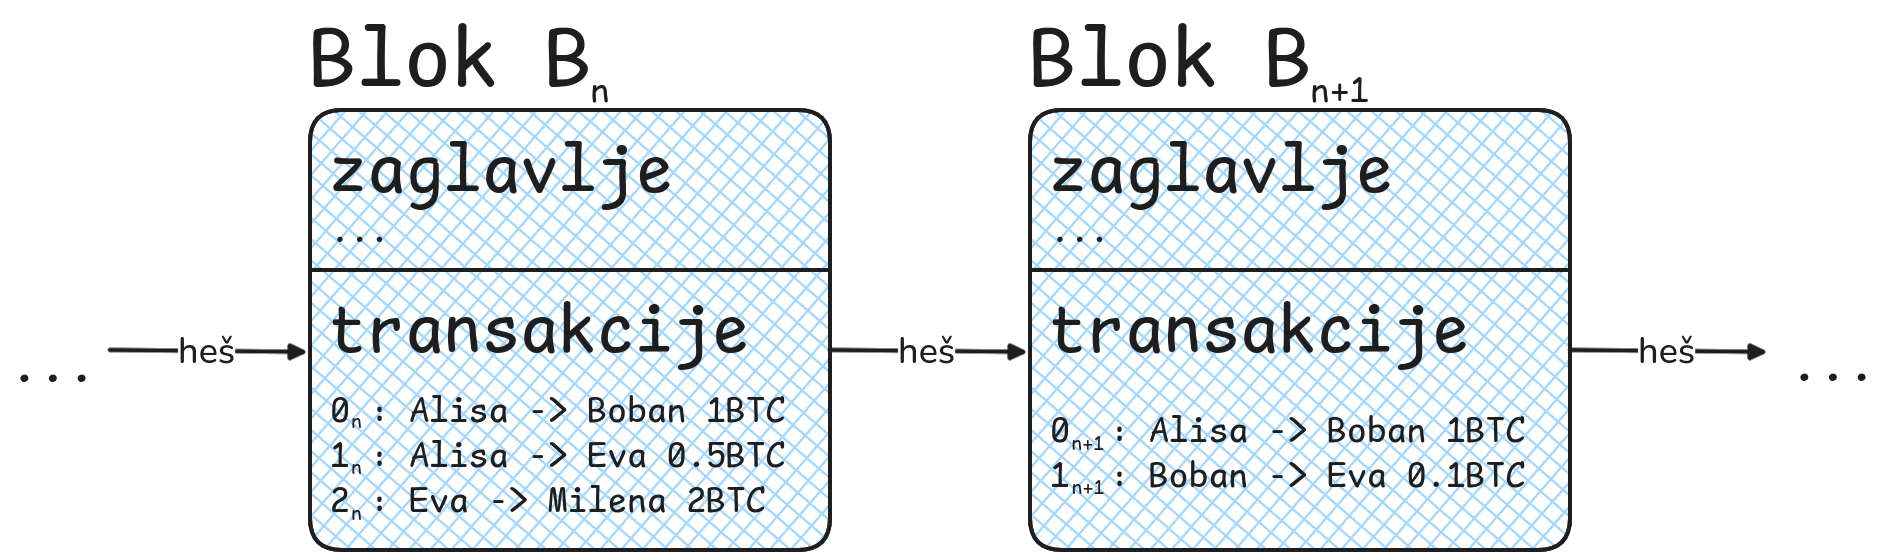 Blok Bn
zaglavlje
...
transakcije
0n: Alisa -> Boban 1BTC
1n: Alisa -> Eva 0.5BTC
2n: Eva -> Milena 2BTC
Blok Bn+1
zaglavlje
...
transakcije
0n+1: Alisa -> Boban 1BTC
1n+1: Boban -> Eva 0.1BTC
...
heš
heš
heš
...